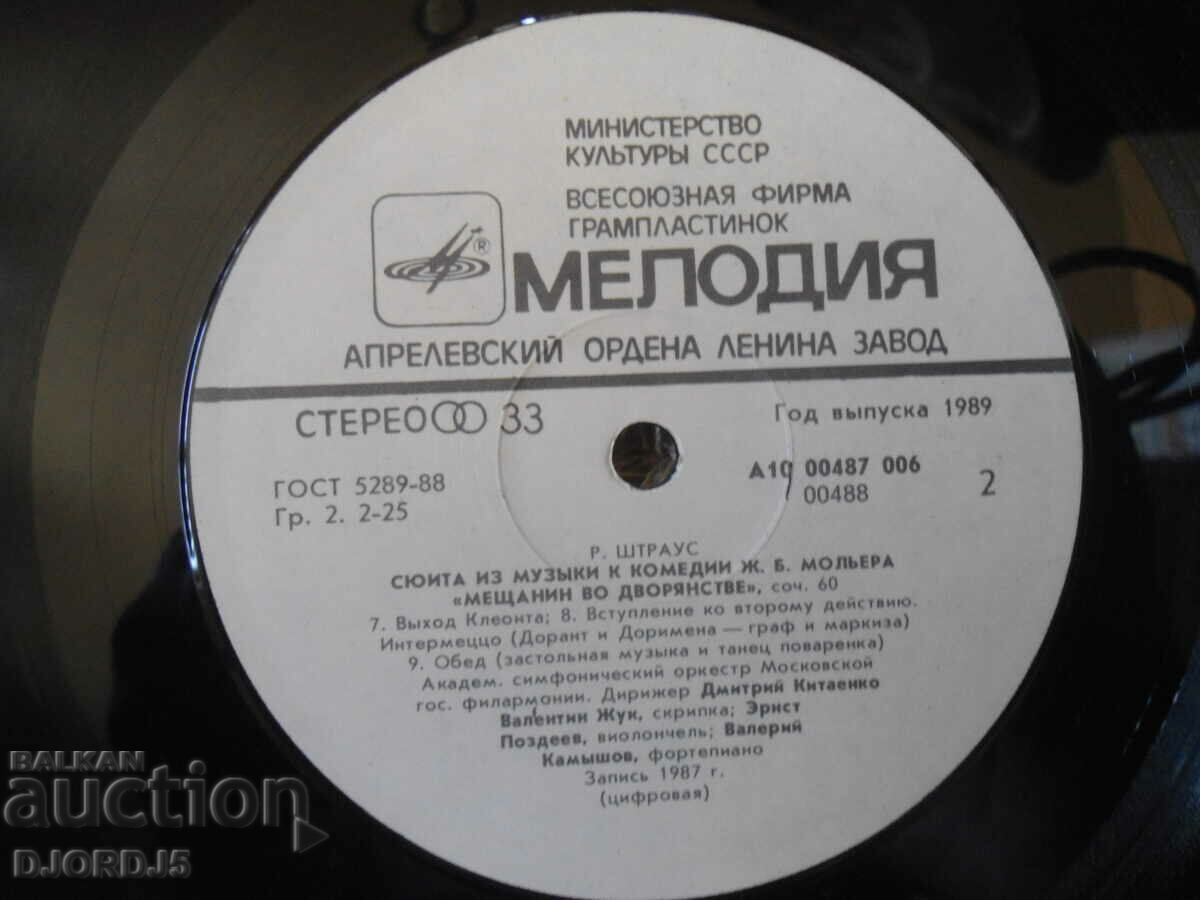 МИНИСТЕРСТВО
КУЛЬТУРЫ СССР
ВСЕСОЮЗНАЯ ФИРМА
ГРАМПЛАСТИНОК
®
МЕЛОДИЯ
АПРЕЛЕВСКИЙ ОРДЕНА ЛЕНИНА ЗАВОД
СТЕРЕО 33
Год выпуска 1989
ГОСТ 5289-88
Гр. 2. 2-25
А10 00487 006
00488
2
Р. ШТРАУС
СЮИТА ИЗ МУЗЫКИ К КОМЕДИИ Ж. Б. МОЛЬЕРА
«МЕЩАНИН ВО ДВОРЯНСТВЕ», соч. 60
7. Выход Клеонта; 8. Вступление ко второму действию.
Интермеццо (Дорант и Доримена — граф и маркиза)
9. Обед (застольная музыка и танец поваренка)
Академ. симфонический оркестр Московской
гос. филармонии. Дирижер Дмитрий Китаенко
Валентин Жук, скрипка; Эрнст
Поздеев, виолончель; Валерий
Камышов, фортепиано
Запись 1987 г.
(цифровая)
BALKAN
auction
DJORDJ5